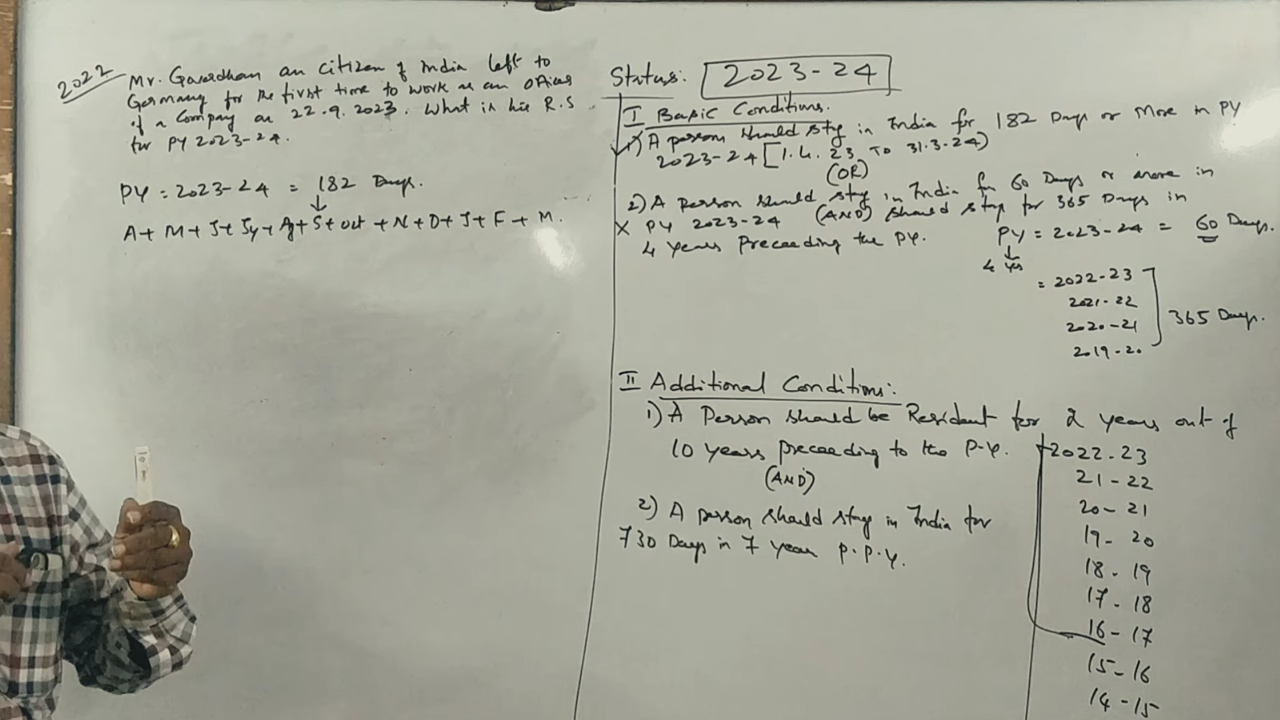 2022
Mr. Gavardham an citizen of India left to
Germany for the first time to work as an officer
of a Company on 22.9.2023. What is his R.S
for PY 2023-24.
PY = 2023-24 = 182 Days.
A + M + J + Jy + Ag + S + Oct + N + D + J + F + M.
Status: 2023-24
I Basic Conditions.
1) A person should stay in India for 182 Days or More in PY
2023-24 [1.4.23 TO 31.3.24)
(OR)
2) A person should stay in India for 60 Days or more in
X PY 2023-24 (AND) should stay for 365 Days in
4 years preceeding the PY.
PY = 2023-24 = 60 Days.
4 yrs
= 2022-23
2021-22
2020-21
2019-20
365 Days.
II Additional Conditions:
1) A Person should be Resident for 2 years out of
10 years preceeding to the P.Y.
(AND)
2) A person should stay in India for
730 Days in 7 year P.P.Y.
2022-23
21-22
20-21
19-20
18-19
17-18
16-17
15-16
14-15